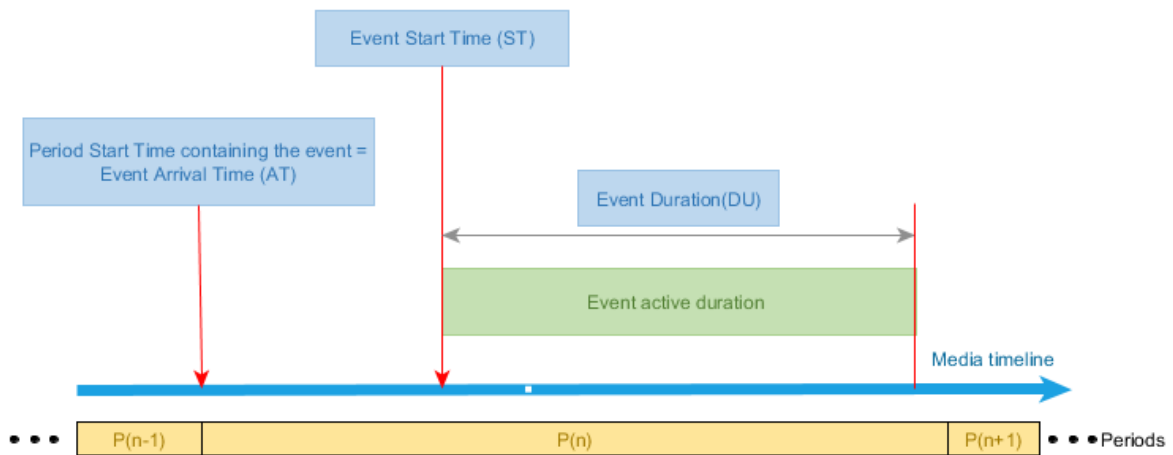 Event Start Time (ST)
Period Start Time containing the event =
Event Arrival Time (AT)
Event Duration(DU)
Event active duration
Media timeline
P(n-1)
P(n)
P(n+1)
Periods